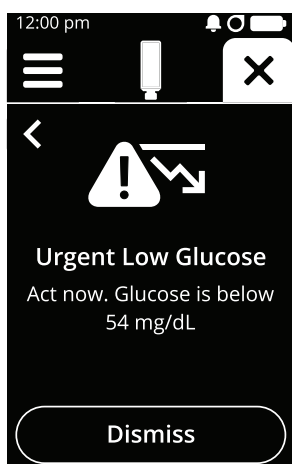 12:00 pm
Urgent Low Glucose
Act now. Glucose is below
54 mg/dL
Dismiss